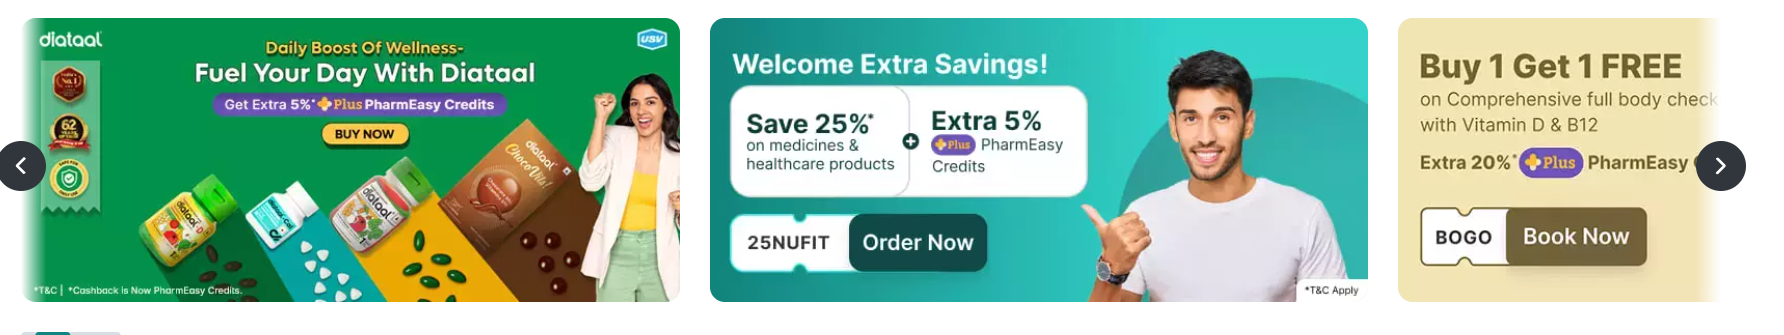 diataal
USV
Daily Boost Of Wellness-
Fuel Your Day With Diataal
Get Extra 5%* Plus PharmEasy Credits
BUY NOW
No.1
62
diataal-D
diataal
diataal
ChocoVits!
*T&C | *Cashback is Now PharmEasy Credits.
Welcome Extra Savings!
Save 25%*
on medicines &
healthcare products
+
Extra 5%
Plus PharmEasy
Credits
25NUFIT
Order Now
*T&C Apply
Buy 1 Get 1 FREE
on Comprehensive full body check
with Vitamin D & B12
Extra 20%* Plus PharmEasy
BOGO
Book Now